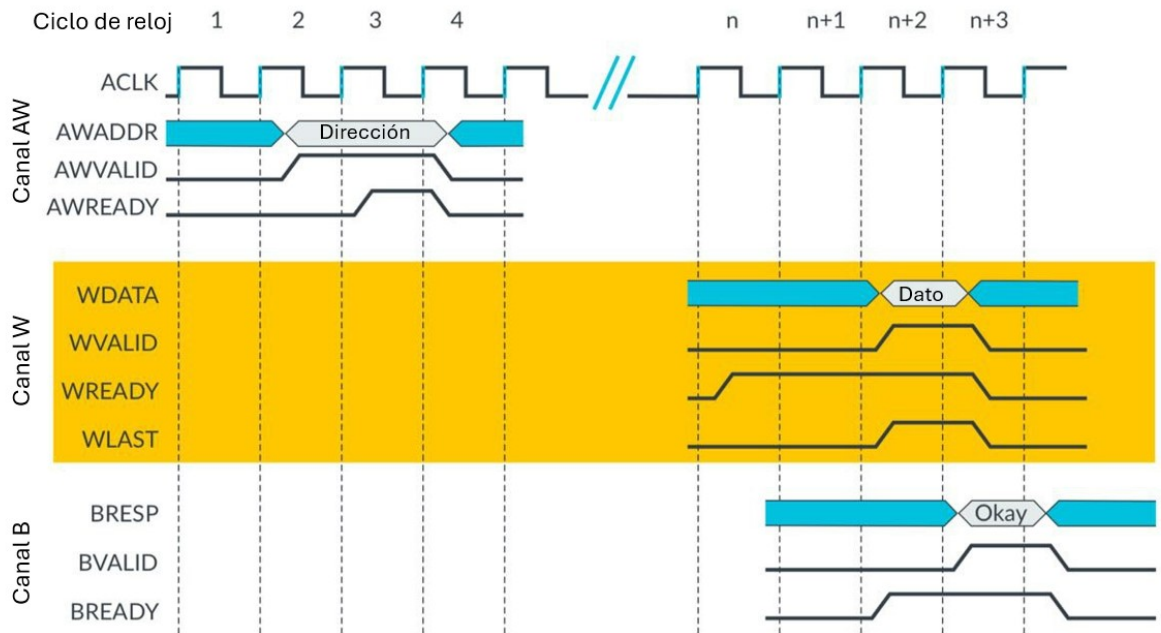 Ciclo de reloj 1 2 3 4 n n+1 n+2 n+3
ACLK
Canal AW
AWADDR Dirección
AWVALID
AWREADY
Canal W
WDATA Dato
WVALID
WREADY
WLAST
Canal B
BRESP Okay
BVALID
BREADY